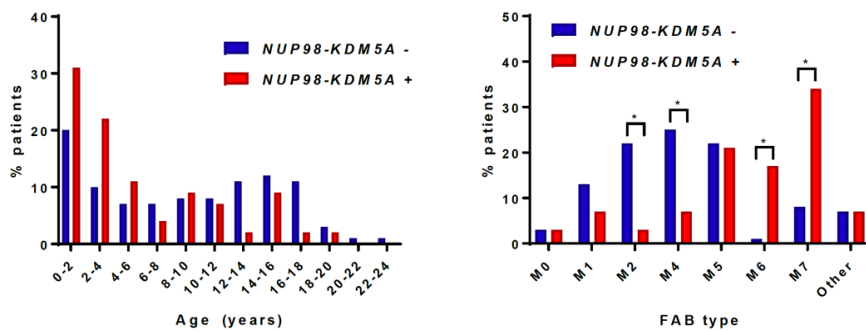 % patients
40
30
20
10
0
NUP98-KDM5A -
NUP98-KDM5A +
0-2
2-4
4-6
6-8
8-10
10-12
12-14
14-16
16-18
18-20
20-22
22-24
Age (years)
% patients
50
40
30
20
10
0
NUP98-KDM5A -
NUP98-KDM5A +
*
*
*
*
M0
M1
M2
M4
M5
M6
M7
Other
FAB type